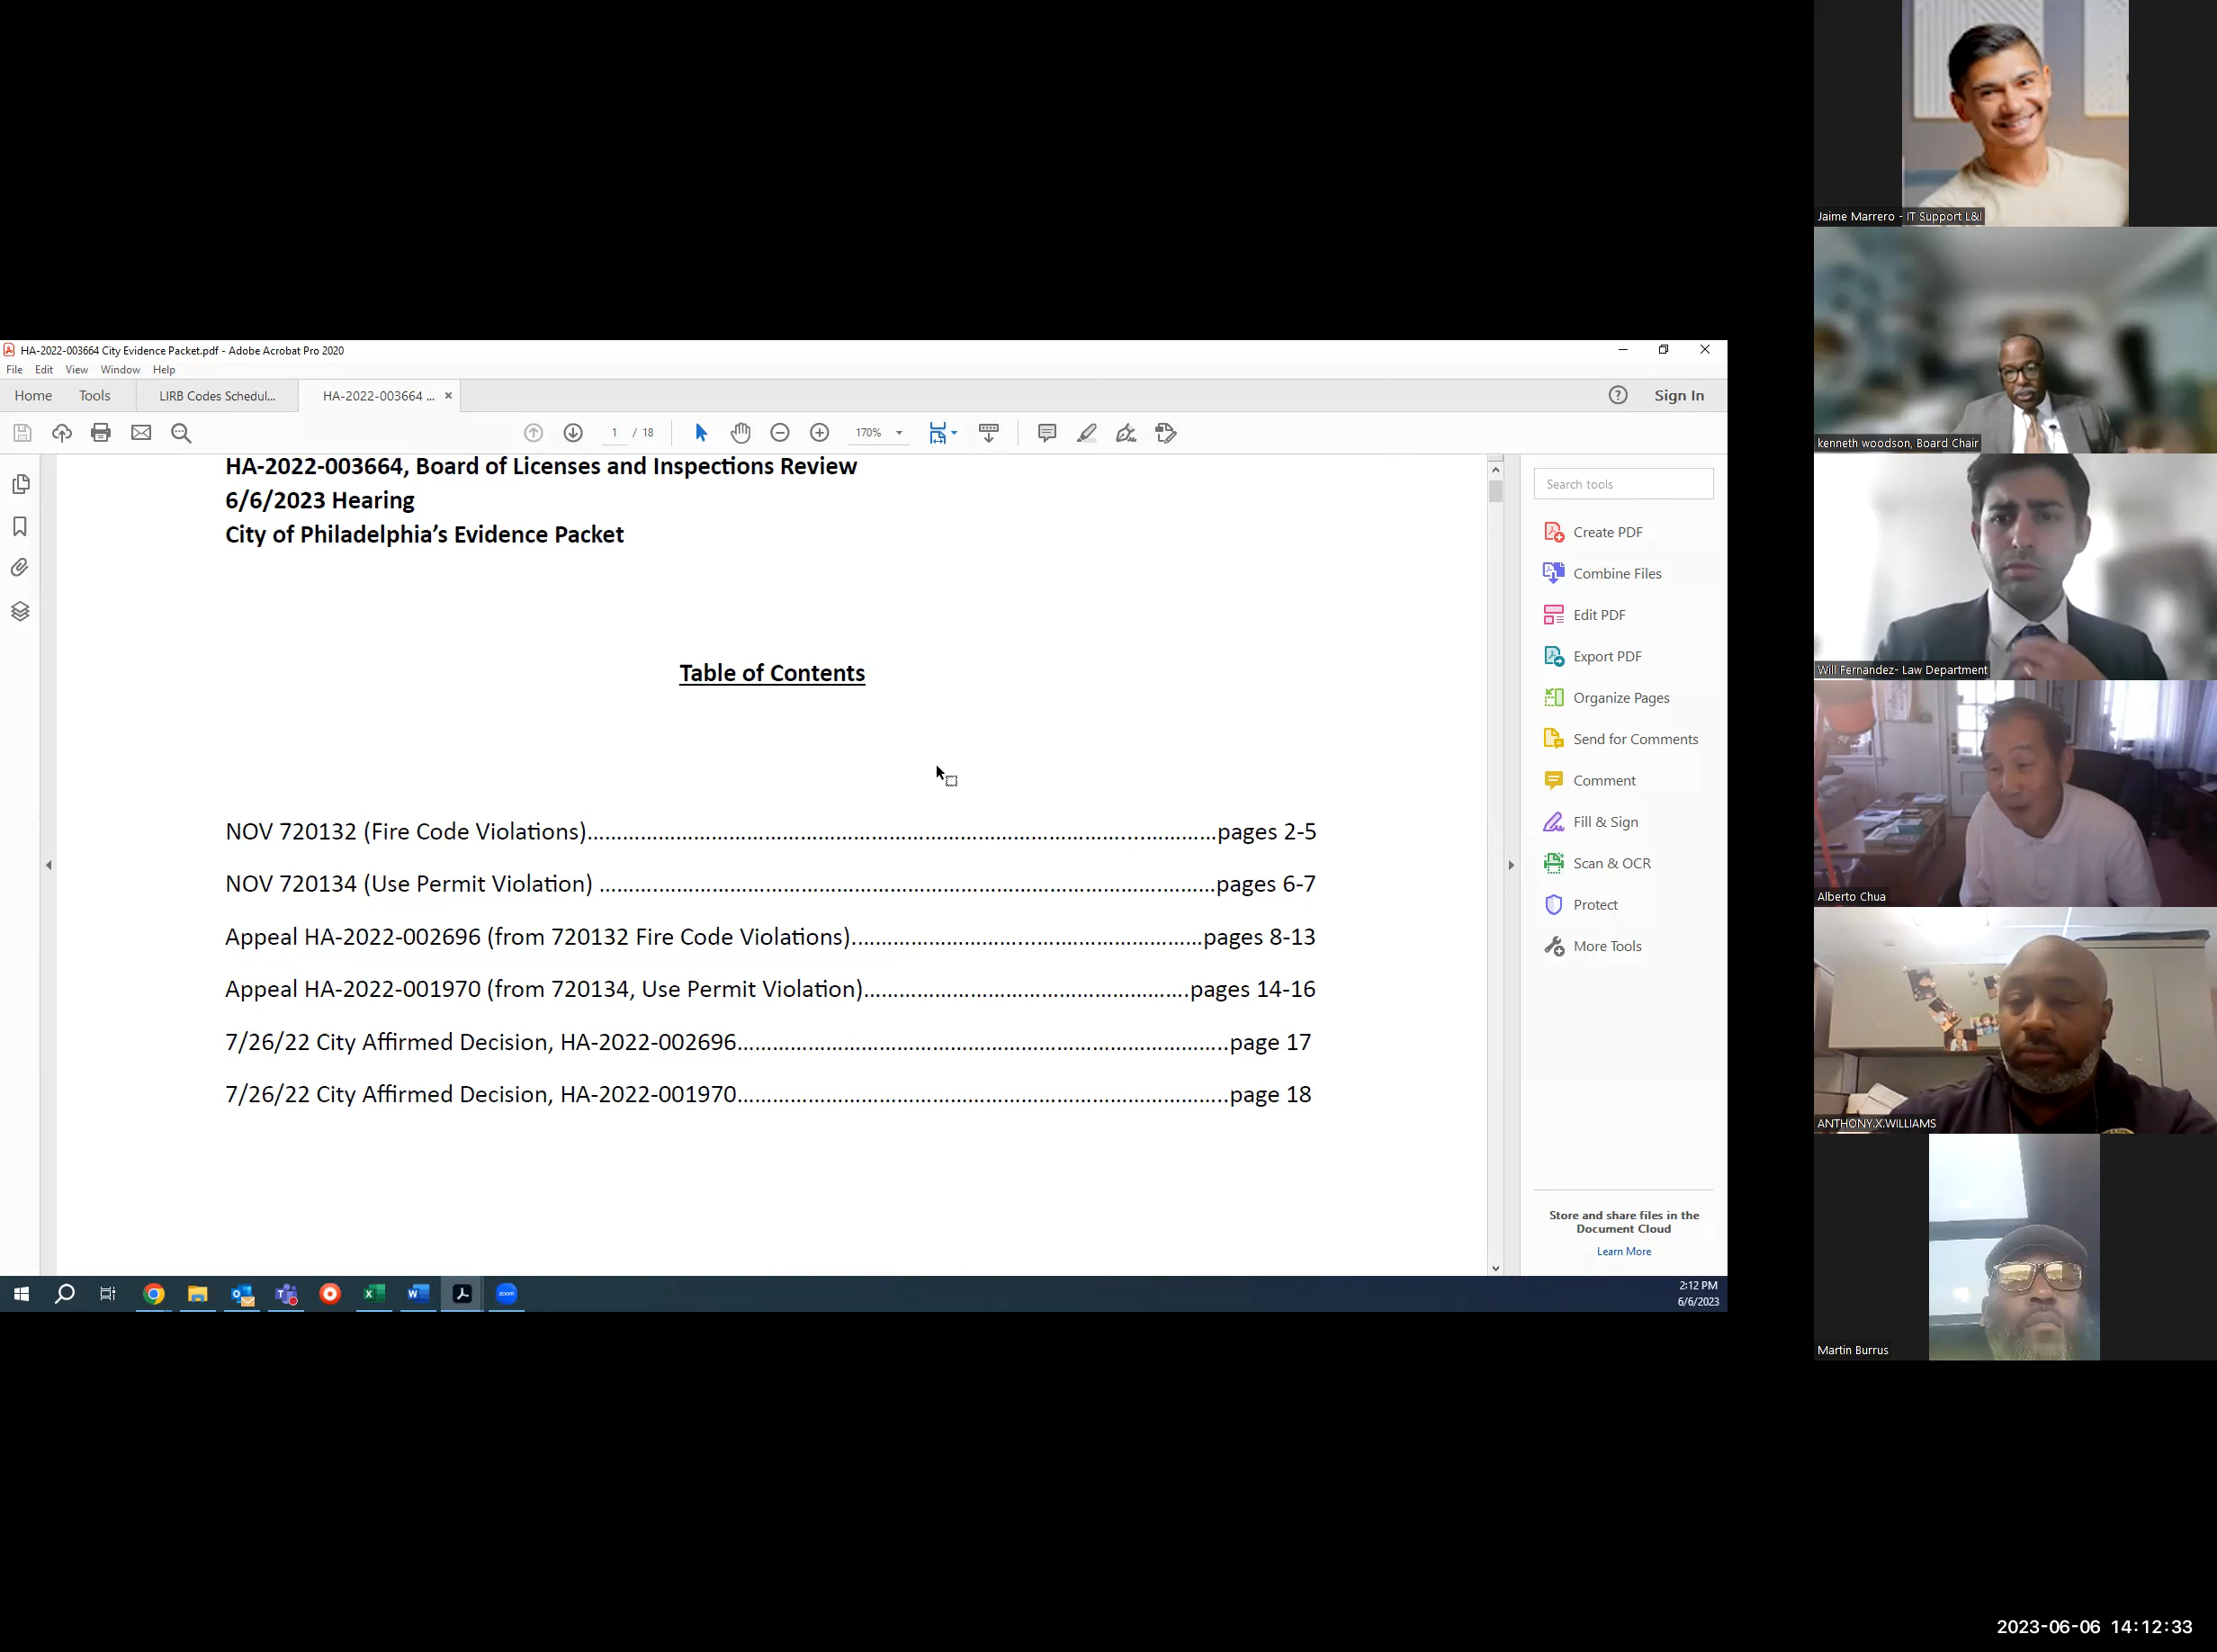 HA-2022-003664 City Evidence Packet.pdf - Adobe Acrobat Pro 2020
File Edit View Window Help
Home Tools LIRB Codes Schedul... HA-2022-003664 ... × ? Sign In
1 / 18 170%
HA-2022-003664, Board of Licenses and Inspections Review
6/6/2023 Hearing
City of Philadelphia’s Evidence Packet
Table of Contents
NOV 720132 (Fire Code Violations)...pages 2-5
NOV 720134 (Use Permit Violation) ...pages 6-7
Appeal HA-2022-002696 (from 720132 Fire Code Violations)...pages 8-13
Appeal HA-2022-001970 (from 720134, Use Permit Violation)...pages 14-16
7/26/22 City Affirmed Decision, HA-2022-002696...page 17
7/26/22 City Affirmed Decision, HA-2022-001970...page 18
Search tools
Create PDF
Combine Files
Edit PDF
Export PDF
Organize Pages
Send for Comments
Comment
Fill & Sign
Scan & OCR
Protect
More Tools
Store and share files in the
Document Cloud
Learn More
zoom
2:12 PM
6/6/2023
Jaime Marrero - IT Support L&I
kenneth woodson, Board Chair
Will Fernandez- Law Department
Alberto Chua
ANTHONY.X.WILLIAMS
Martin Burrus
2023-06-06 14:12:33